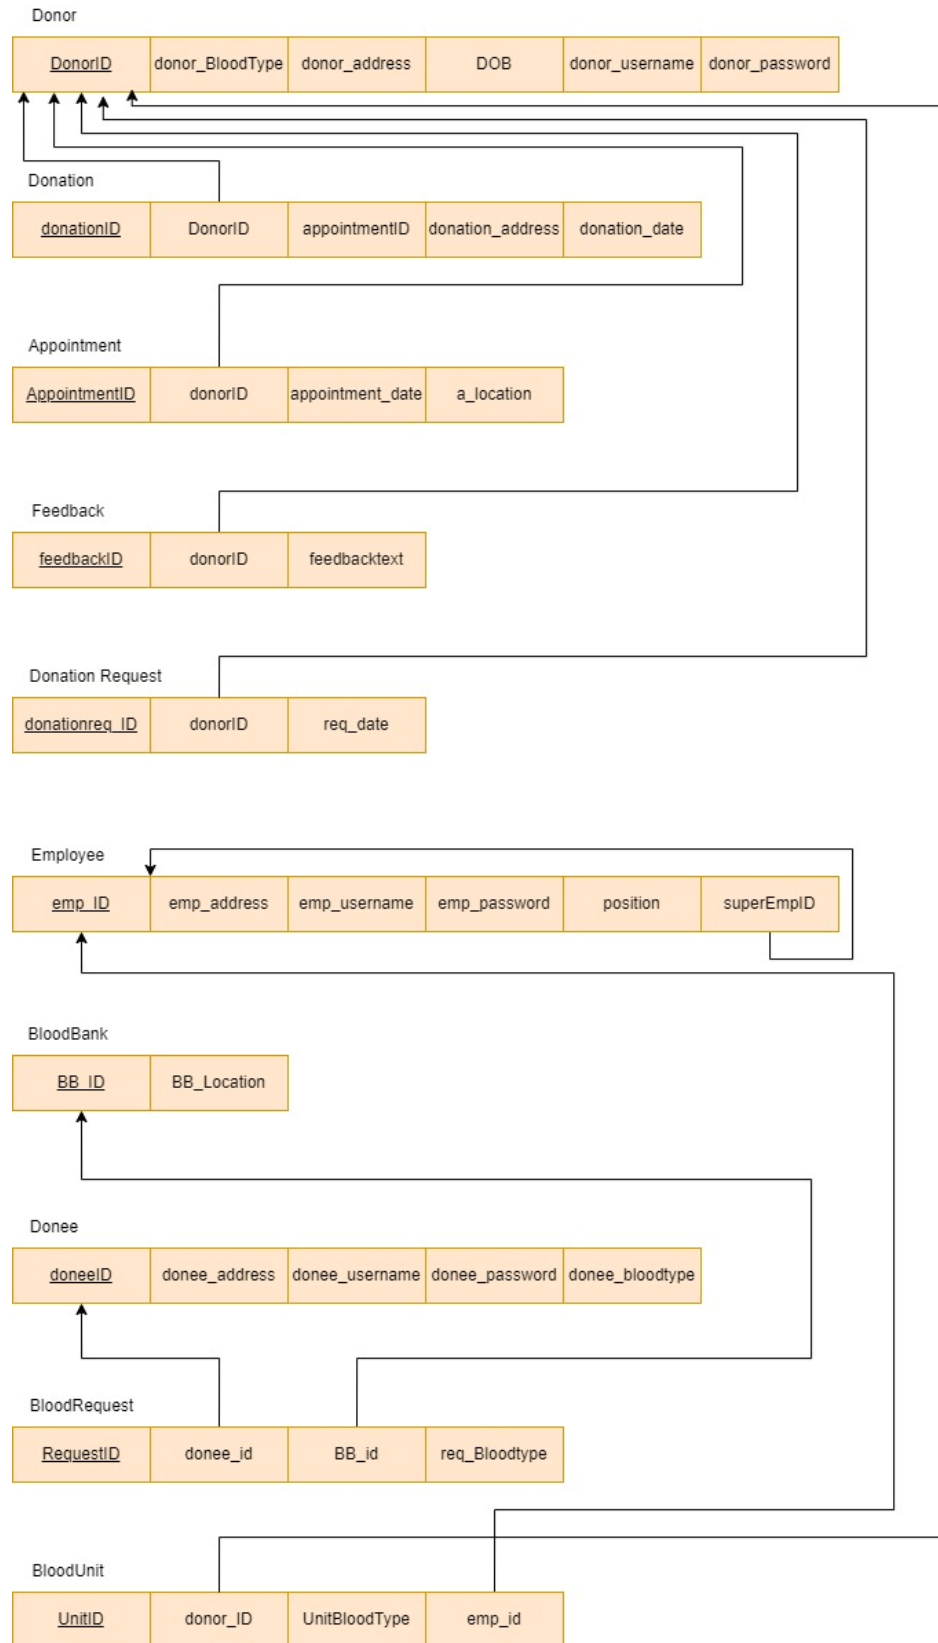 Donor
DonorID donor_BloodType donor_address DOB donor_username donor_password
Donation
donationID DonorID appointmentID donation_address donation_date
Appointment
AppointmentID donorID appointment_date a_location
Feedback
feedbackID donorID feedbacktext
Donation Request
donationreq_ID donorID req_date
Employee
emp_ID emp_address emp_username emp_password position superEmpID
BloodBank
BB_ID BB_Location
Donee
doneeID donee_address donee_username donee_password donee_bloodtype
BloodRequest
RequestID donee_id BB_id req_Bloodtype
BloodUnit
UnitID donor_ID UnitBloodType emp_id